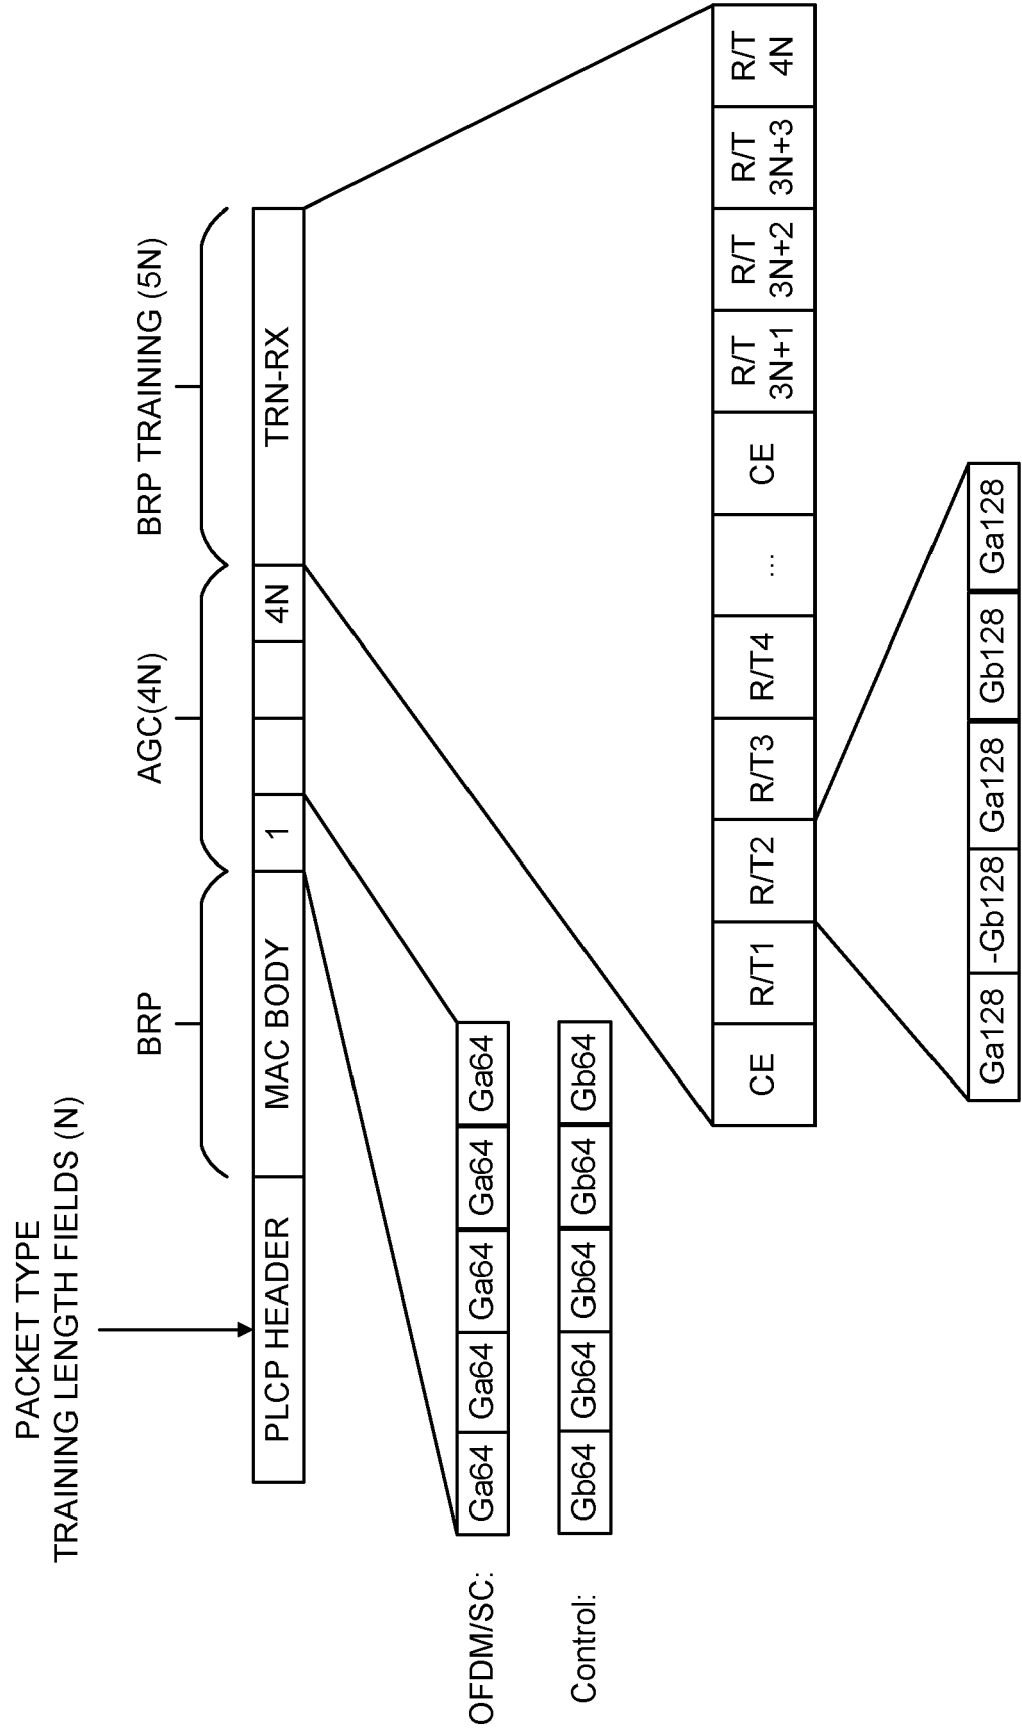 PACKET TYPE
TRAINING LENGTH FIELDS (N)
BRP
AGC(4N)
BRP TRAINING (5N)
PLCP HEADER
MAC BODY
1
4N
TRN-RX
OFDM/SC:
Ga64
Ga64
Ga64
Ga64
Ga64
Control:
Gb64
Gb64
Gb64
Gb64
Gb64
CE
R/T1
R/T2
R/T3
R/T4
...
CE
R/T
3N+1
R/T
3N+2
R/T
3N+3
R/T
4N
Ga128
-Gb128
Ga128
Gb128
Ga128